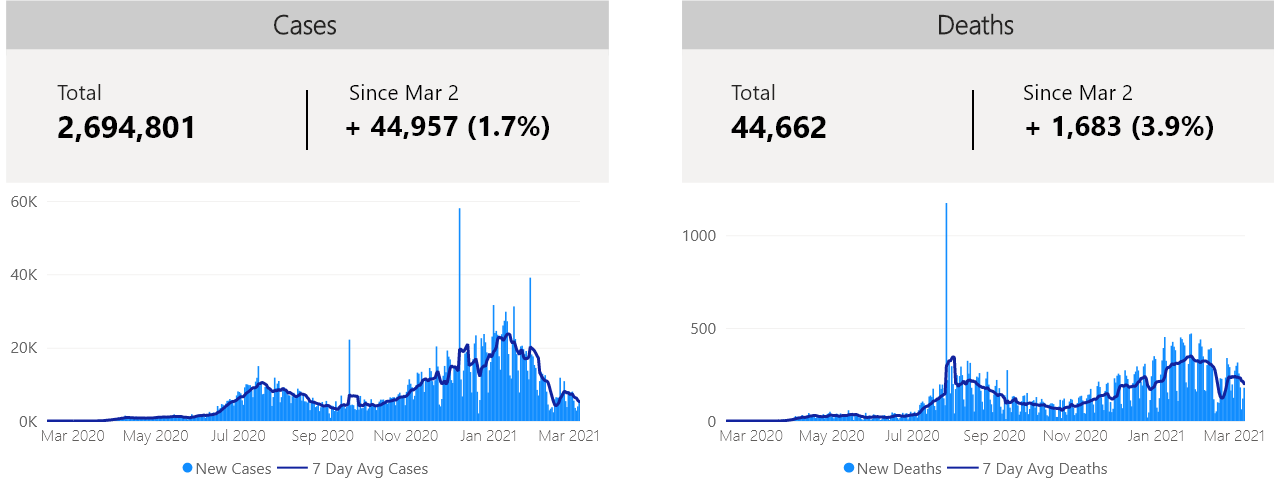 Cases
Total
2,694,801
Since Mar 2
+ 44,957 (1.7%)
60K
40K
20K
0K
Mar 2020 May 2020 Jul 2020 Sep 2020 Nov 2020 Jan 2021 Mar 2021
New Cases 7 Day Avg Cases
Deaths
Total
44,662
Since Mar 2
+ 1,683 (3.9%)
1000
500
0
Mar 2020 May 2020 Jul 2020 Sep 2020 Nov 2020 Jan 2021 Mar 2021
New Deaths 7 Day Avg Deaths